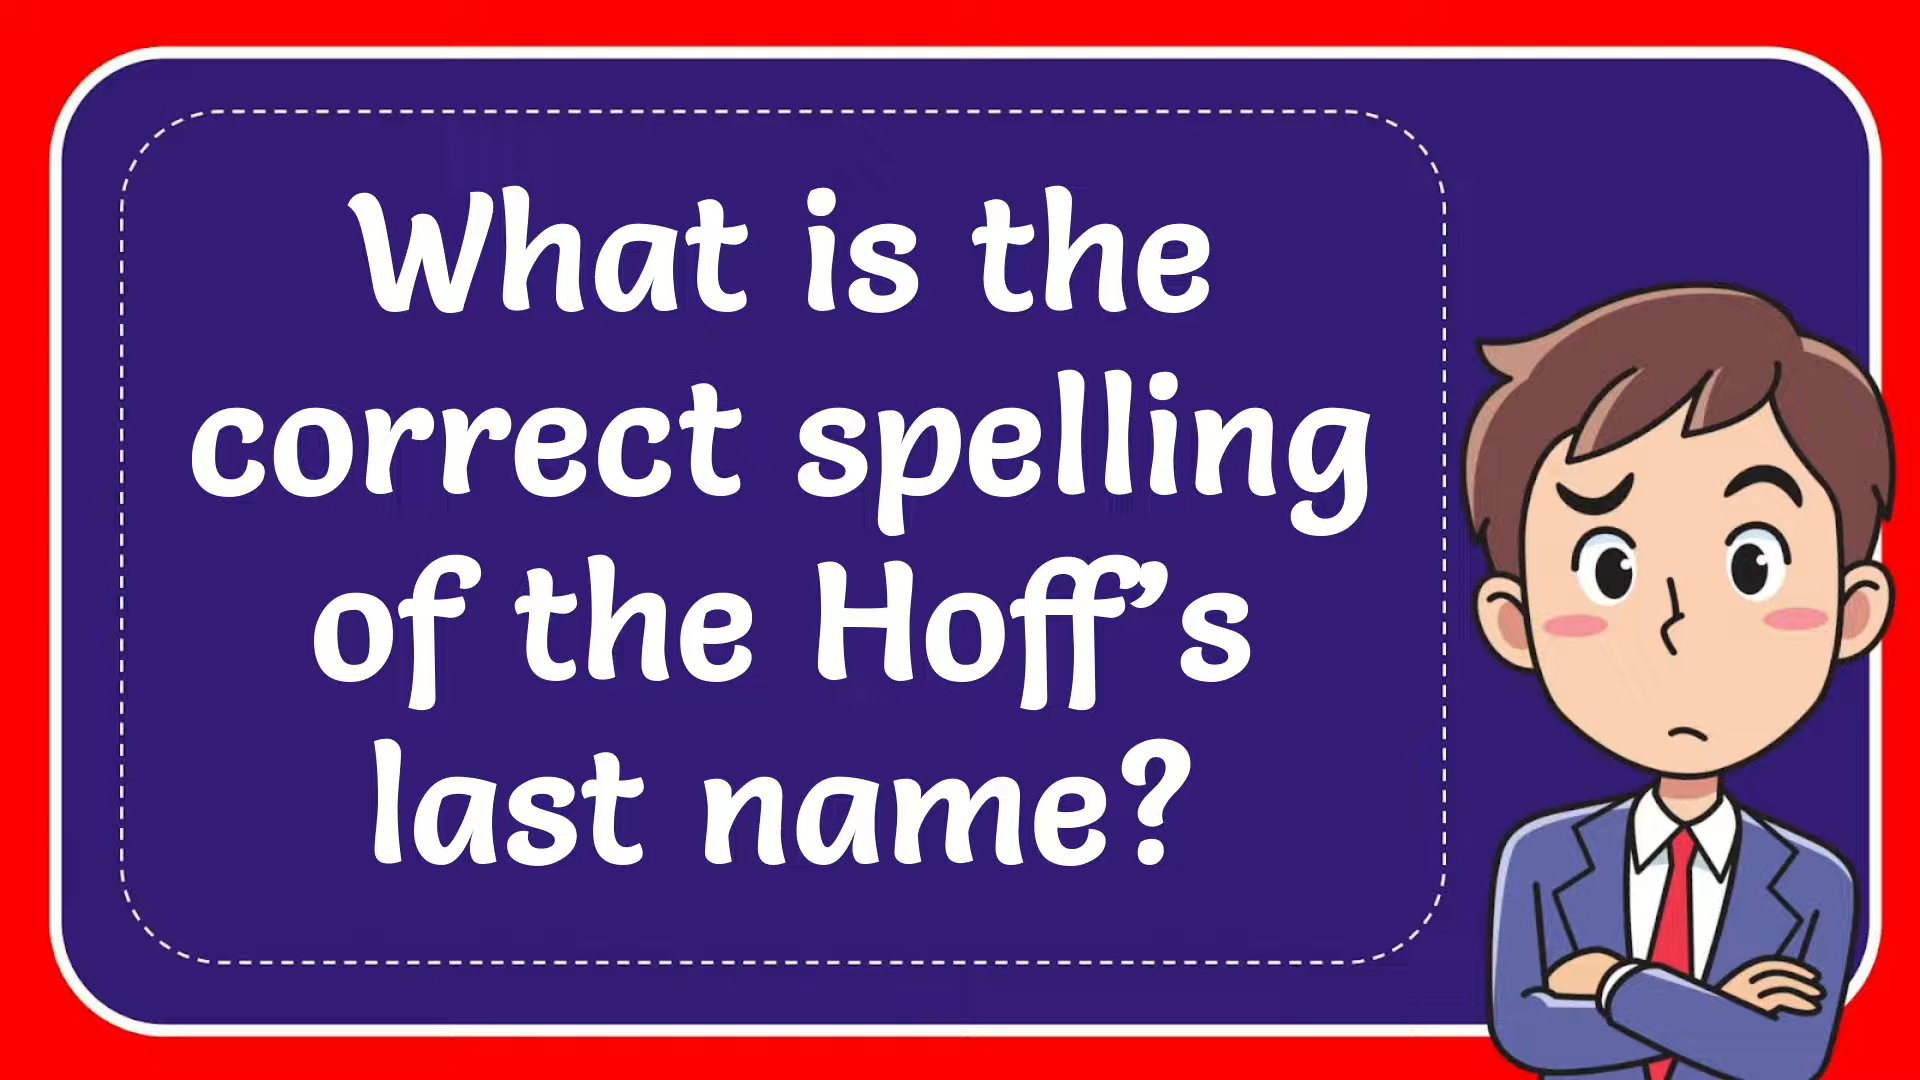 What is the
correct spelling
of the Hoff’s
last name?